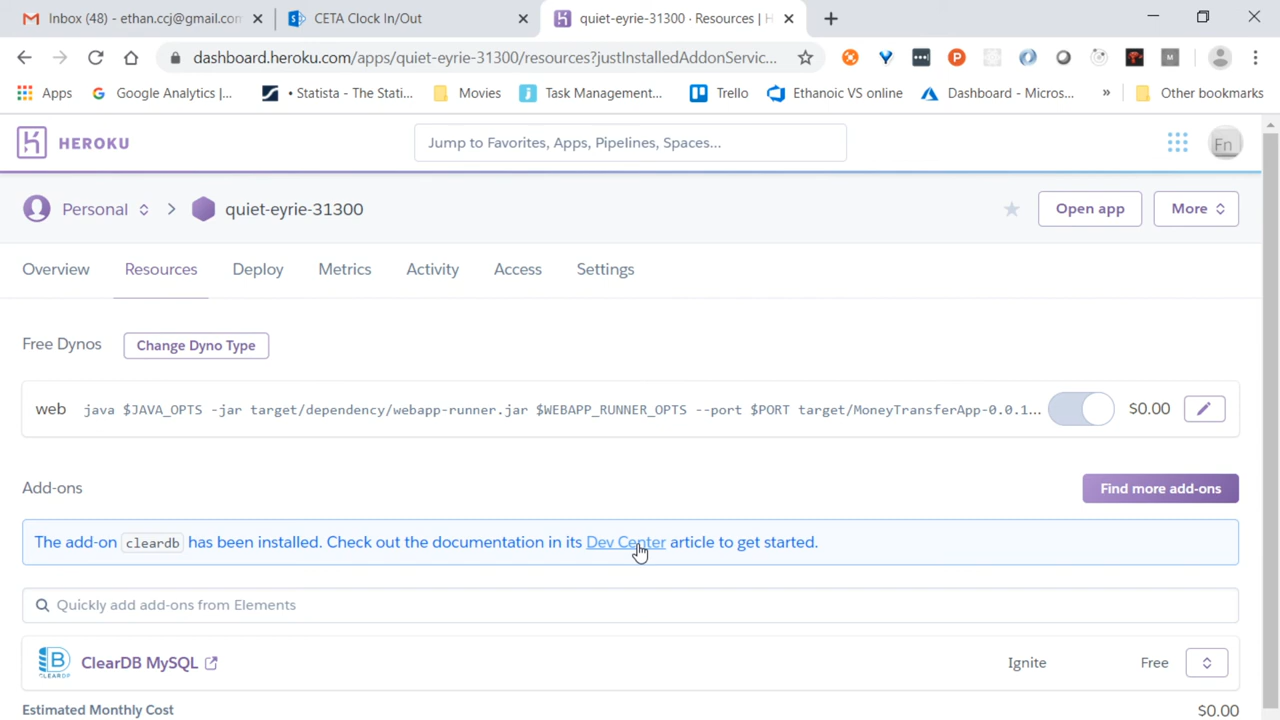 Inbox (48) - ethan.ccj@gmail.com
CETA Clock In/Out
quiet-eyrie-31300 · Resources | H
dashboard.heroku.com/apps/quiet-eyrie-31300/resources?justInstalledAddonServic...
Apps
Google Analytics |...
• Statista - The Stati...
Movies
Task Management...
Trello
Ethanoic VS online
Dashboard - Micros...
»
Other bookmarks
HEROKU
Jump to Favorites, Apps, Pipelines, Spaces...
Fn
Personal
quiet-eyrie-31300
Open app
More
Overview
Resources
Deploy
Metrics
Activity
Access
Settings
Free Dynos
Change Dyno Type
web java $JAVA_OPTS -jar target/dependency/webapp-runner.jar $WEBAPP_RUNNER_OPTS --port $PORT target/MoneyTransferApp-0.0.1...
$0.00
Add-ons
Find more add-ons
The add-on cleardb has been installed. Check out the documentation in its Dev Center article to get started.
Quickly add add-ons from Elements
CLEARDB
ClearDB MySQL
Ignite
Free
Estimated Monthly Cost
$0.00